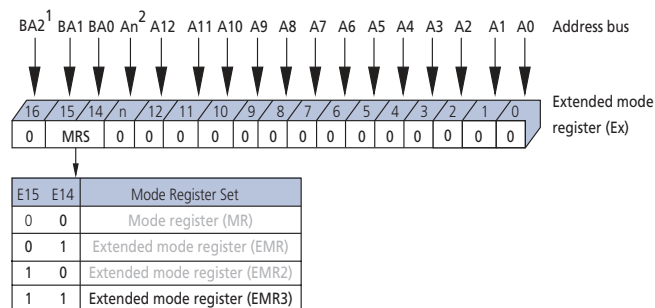 BA2¹ BA1 BA0 An² A12 A11 A10 A9 A8 A7 A6 A5 A4 A3 A2 A1 A0 Address bus
16 15 14 n 12 11 10 9 8 7 6 5 4 3 2 1 0 Extended mode
register (Ex)
0 MRS 0 0 0 0 0 0 0 0 0 0 0 0 0 0
E15 E14 Mode Register Set
0 0 Mode register (MR)
0 1 Extended mode register (EMR)
1 0 Extended mode register (EMR2)
1 1 Extended mode register (EMR3)